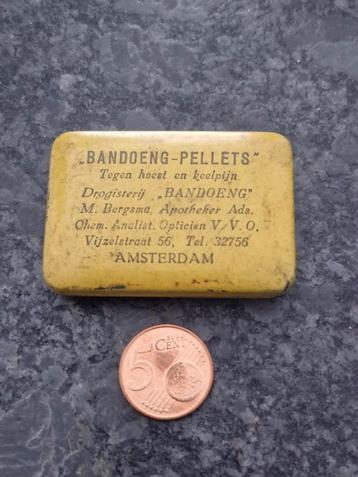 „BANDOENG-PELLETS"
Tegen hoest en keelpijn
Drogisterij „BANDOENG"
M. Bergsma, Apotheker Ads.
Chem. Analist. Opticien V.V.O.
Vijzelstraat 56, Tel. 32756
AMSTERDAM
5
EURO
CENT